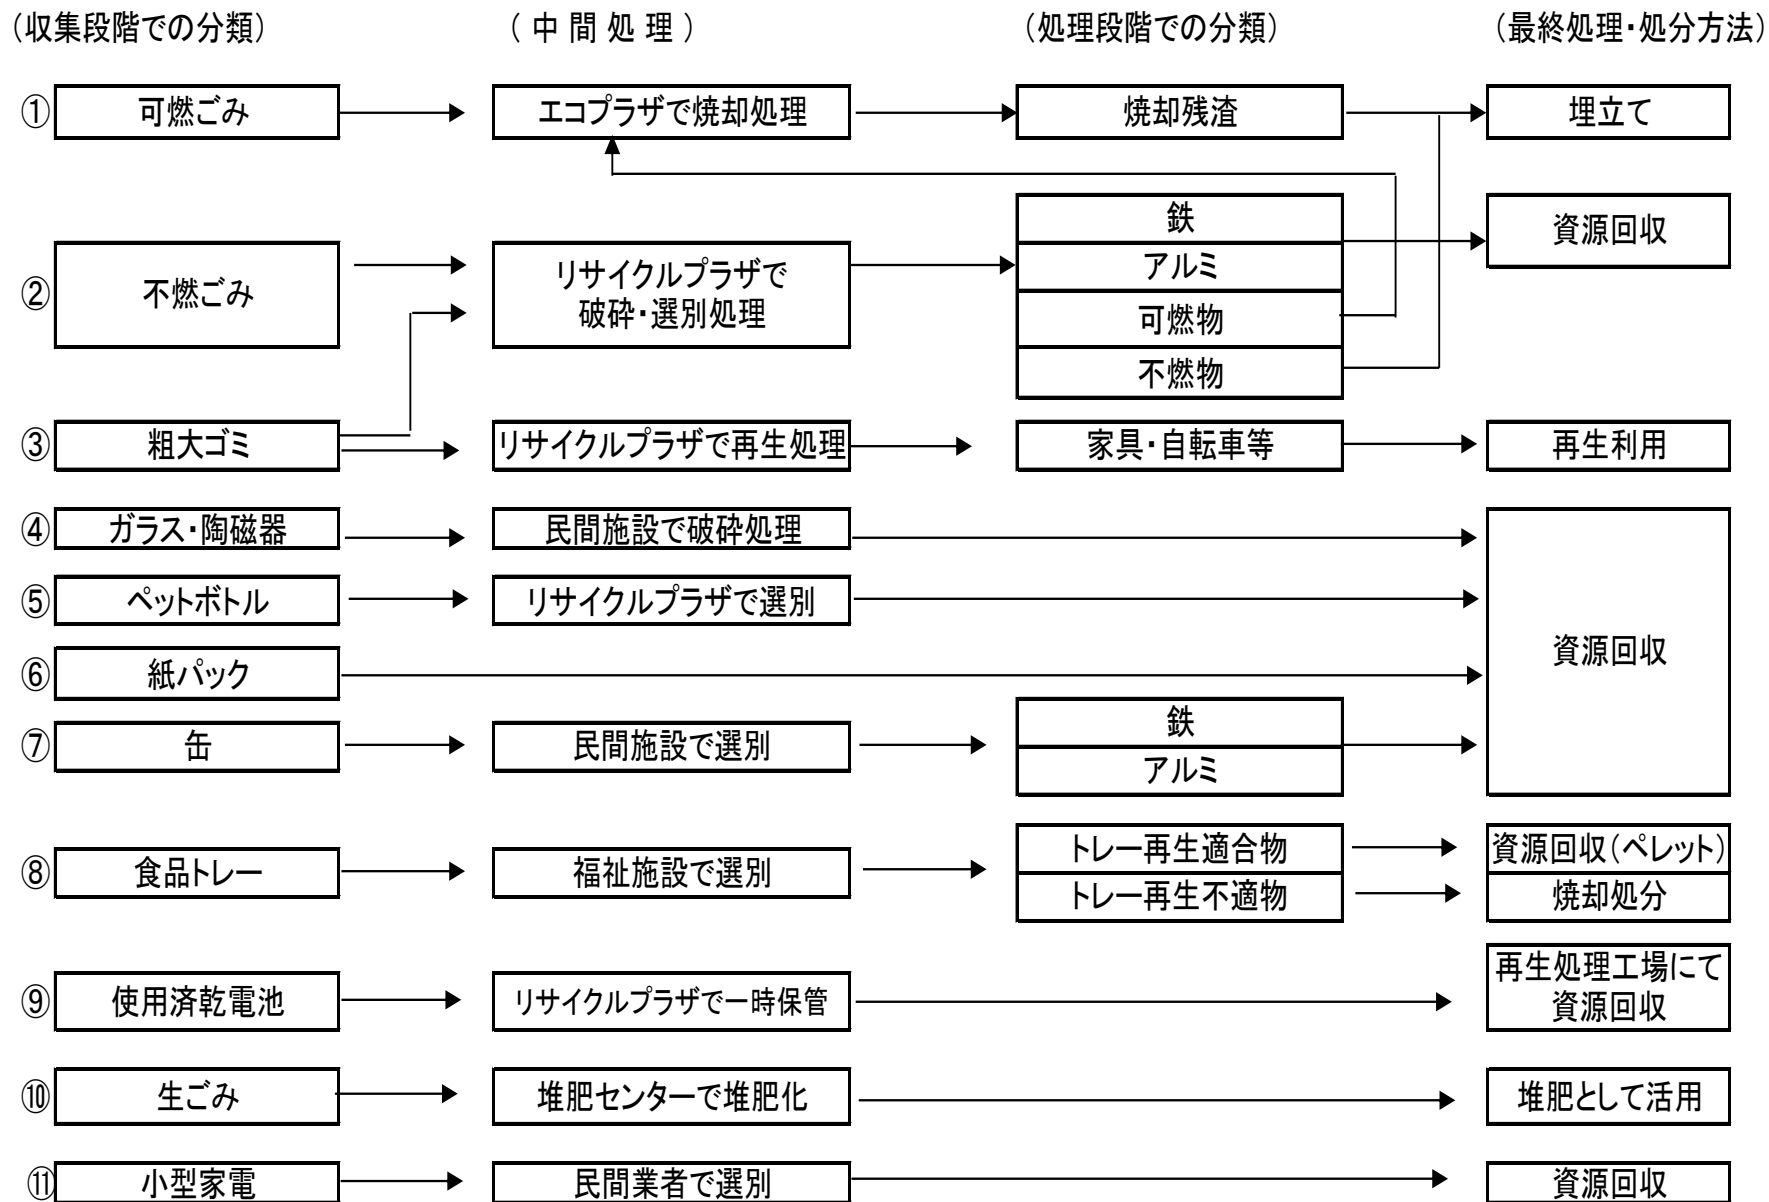 （収集段階での分類）
（ 中 間 処 理 ）
（処理段階での分類）
（最終処理・処分方法）
① 可燃ごみ
エコプラザで焼却処理
焼却残渣
埋立て
② 不燃ごみ
リサイクルプラザで
破砕・選別処理
鉄
アルミ
可燃物
不燃物
資源回収
③ 粗大ゴミ
リサイクルプラザで再生処理
家具・自転車等
再生利用
④ ガラス・陶磁器
民間施設で破砕処理
⑤ ペットボトル
リサイクルプラザで選別
⑥ 紙パック
資源回収
⑦ 缶
民間施設で選別
鉄
アルミ
⑧ 食品トレー
福祉施設で選別
トレー再生適合物
資源回収（ペレット）
トレー再生不適物
焼却処分
⑨ 使用済乾電池
リサイクルプラザで一時保管
再生処理工場にて
資源回収
⑩ 生ごみ
堆肥センターで堆肥化
堆肥として活用
⑪ 小型家電
民間業者で選別
資源回収